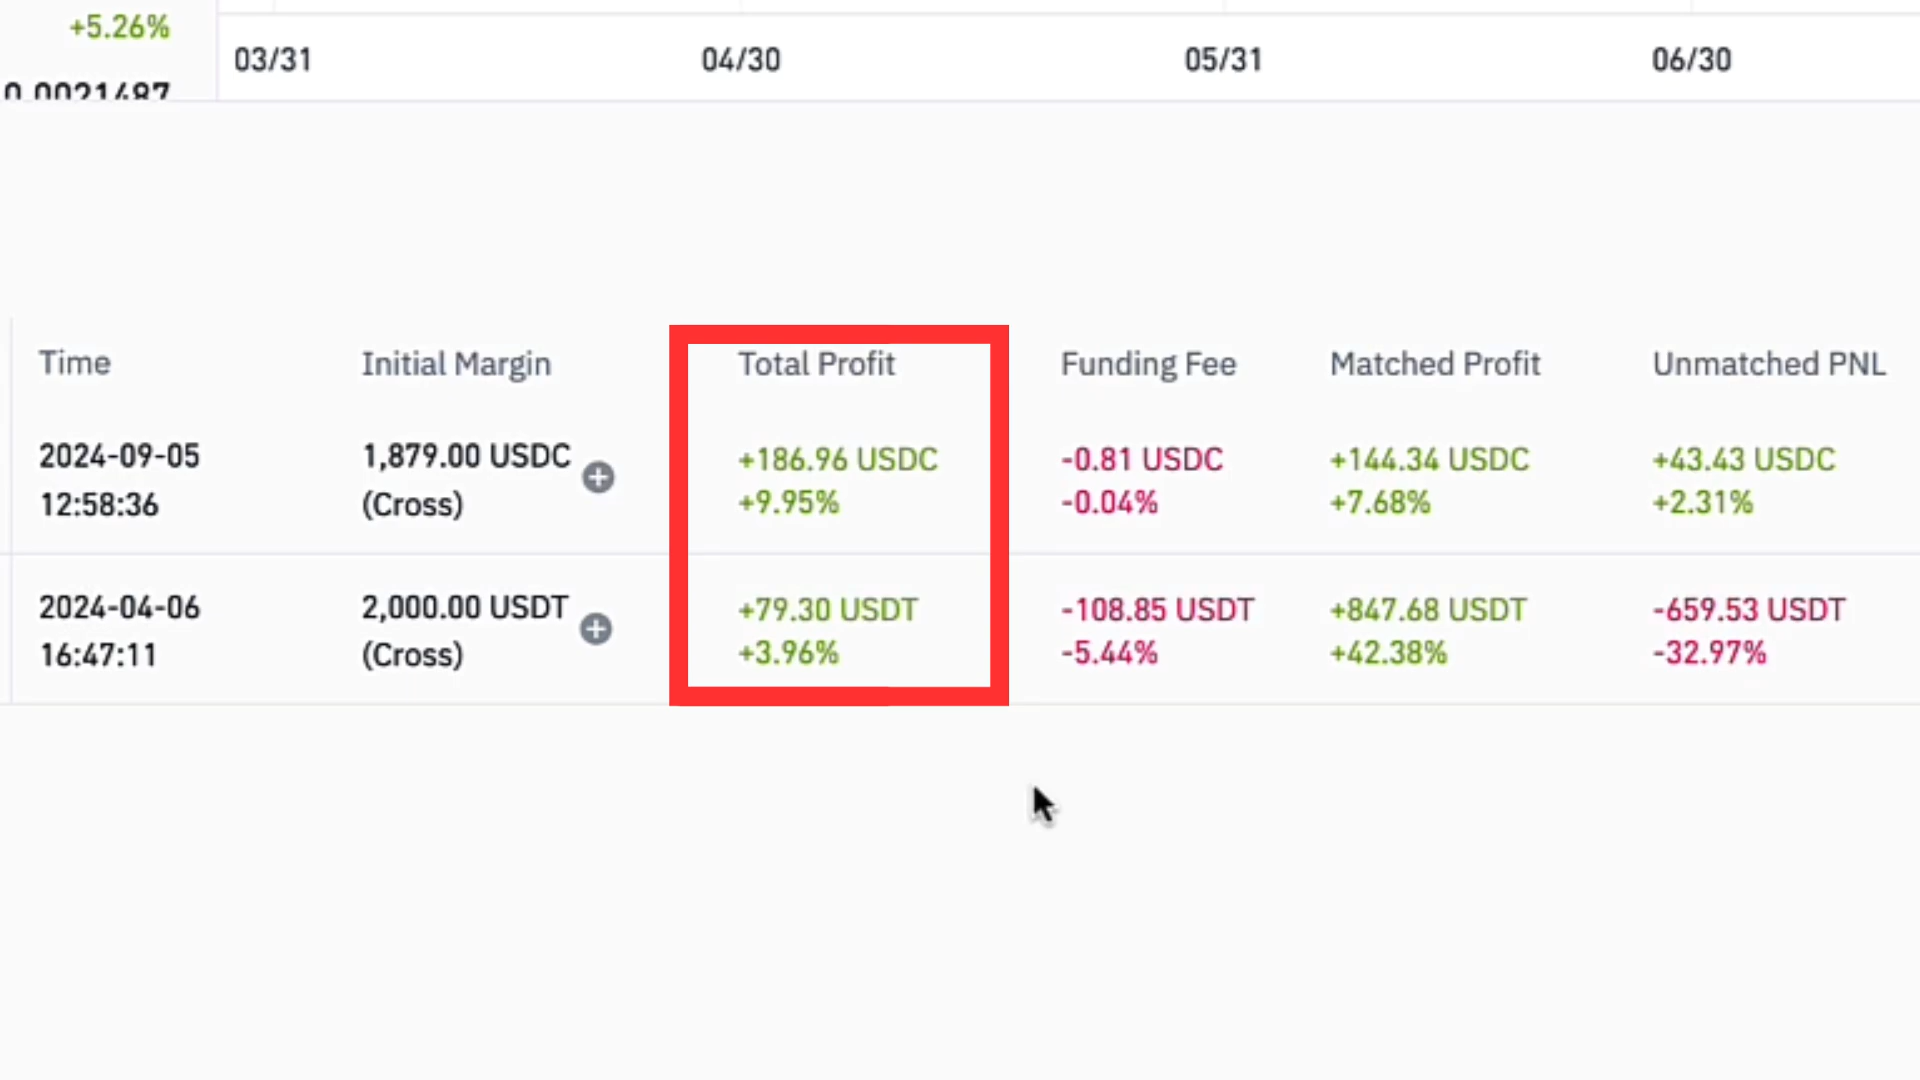 +5.26%
0.0021487
03/31 04/30 05/31 06/30
Time Initial Margin Total Profit Funding Fee Matched Profit Unmatched PNL
2024-09-05 1,879.00 USDC +186.96 USDC -0.81 USDC +144.34 USDC +43.43 USDC
12:58:36 (Cross) +9.95% -0.04% +7.68% +2.31%
2024-04-06 2,000.00 USDT +79.30 USDT -108.85 USDT +847.68 USDT -659.53 USDT
16:47:11 (Cross) +3.96% -5.44% +42.38% -32.97%